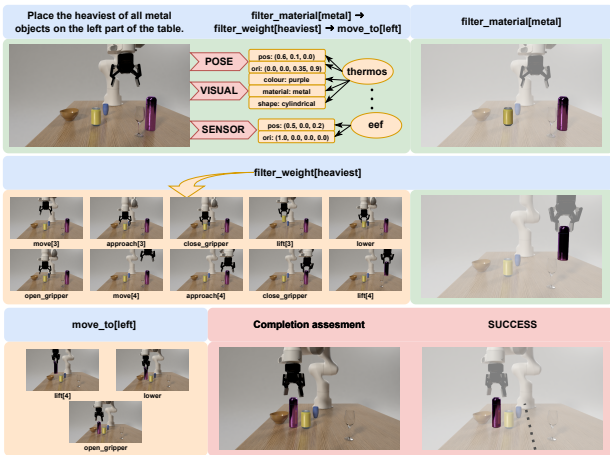 Place the heaviest of all metal
objects on the left part of the table.
filter_material[metal] →
filter_weight[heaviest] → move_to[left]
filter_material[metal]
POSE
pos: (0.6, 0.1, 0.0)
ori: (0.0, 0.0, 0.35, 0.9)
VISUAL
colour: purple
material: metal
shape: cylindrical
thermos
SENSOR
pos: (0.5, 0.0, 0.2)
ori: (1.0, 0.0, 0.0, 0.0)
eef
filter_weight[heaviest]
move[3]
approach[3]
close_gripper
lift[3]
lower
open_gripper
move[4]
approach[4]
close_gripper
lift[4]
move_to[left]
lift[4]
lower
open_gripper
Completion assesment
SUCCESS